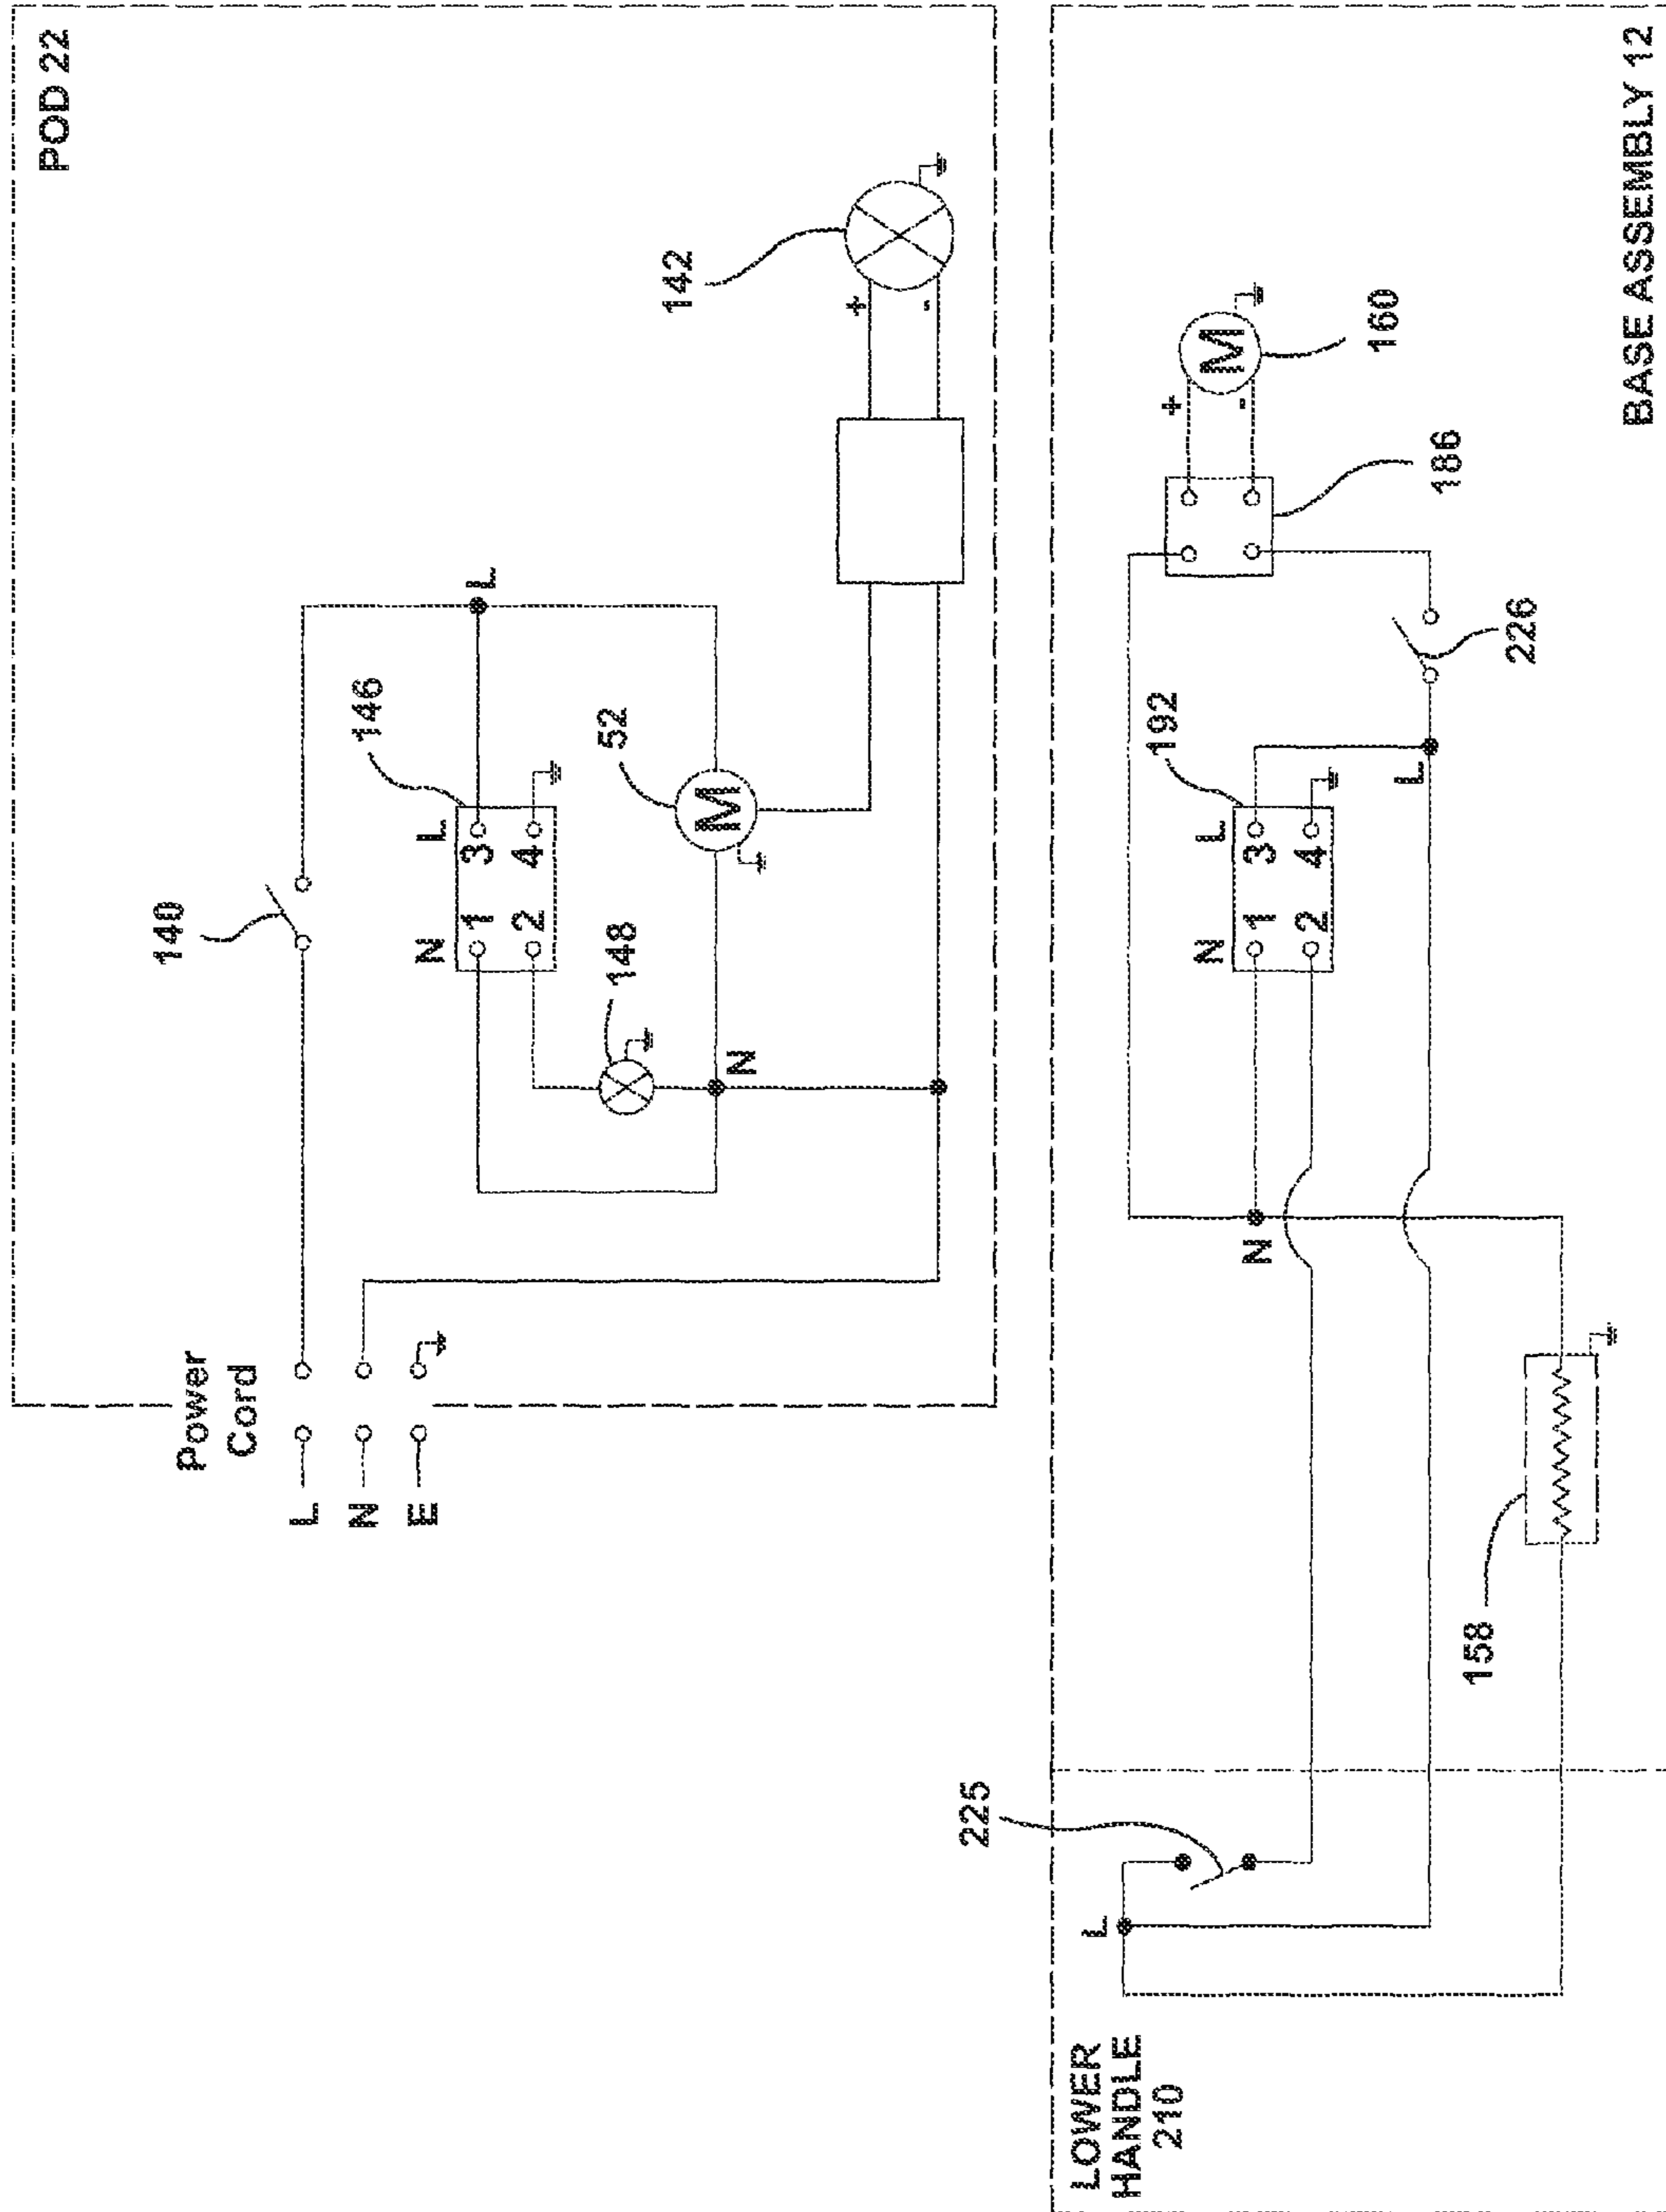 POD 22
Power
Cord
L
N
E
140
L
146
N
L
1
3
2
4
148
52
N
M
142
+
-
LOWER
HANDLE
210
225
L
N
192
N
L
1
3
2
4
L
226
+
-
M
160
186
158
BASE ASSEMBLY 12